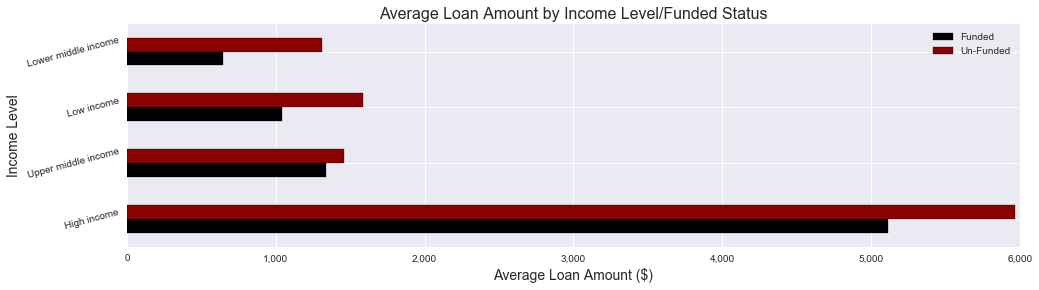 Average Loan Amount by Income Level/Funded Status
Funded
Un-Funded
Income Level
Lower middle income
Low income
Upper middle income
High income
0 1,000 2,000 3,000 4,000 5,000 6,000
Average Loan Amount ($)